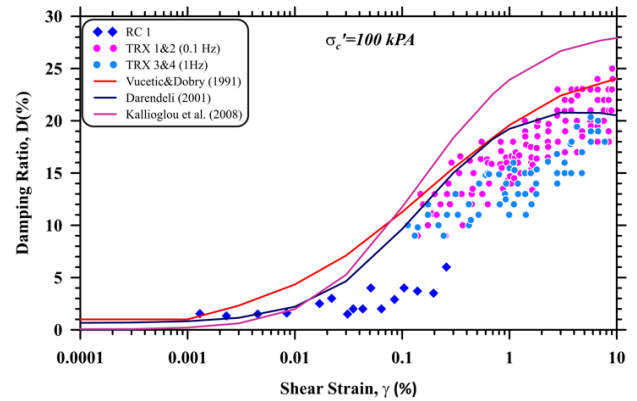 30
25
20
15
10
5
0
Damping Ratio, D(%)
RC 1
TRX 1&2 (0.1 Hz)
TRX 3&4 (1Hz)
Vucetic&Dobry (1991)
Darendeli (2001)
Kallioglou et al. (2008)
σc'=100 kPA
0.0001 0.001 0.01 0.1 1 10
Shear Strain, γ (%)